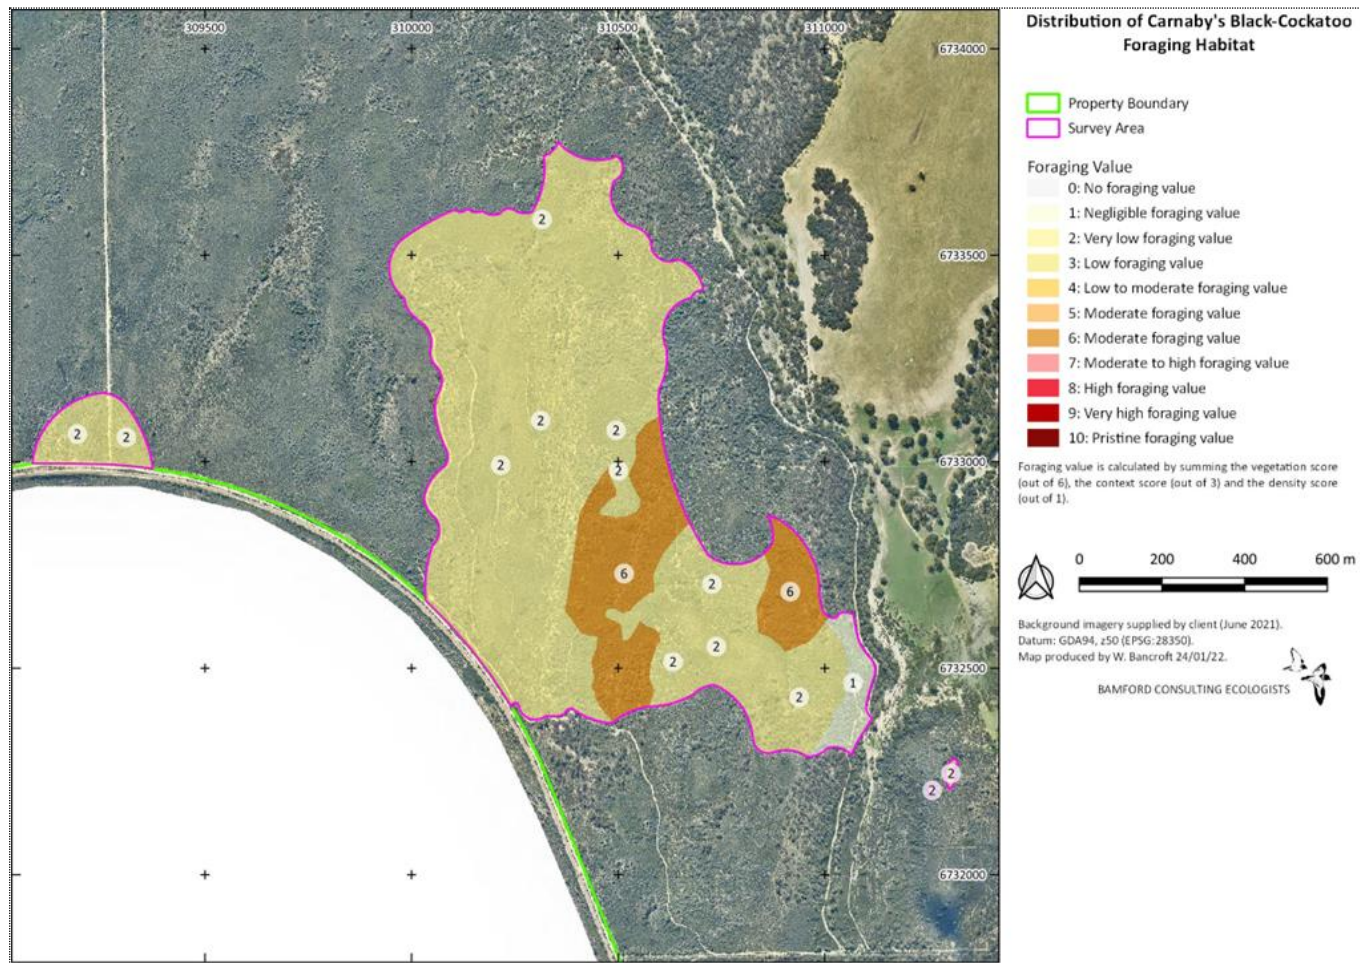 Distribution of Carnaby's Black-Cockatoo
Foraging Habitat
Property Boundary
Survey Area
Foraging Value
0: No foraging value
1: Negligible foraging value
2: Very low foraging value
3: Low foraging value
4: Low to moderate foraging value
5: Moderate foraging value
6: Moderate foraging value
7: Moderate to high foraging value
8: High foraging value
9: Very high foraging value
10: Pristine foraging value
Foraging value is calculated by summing the vegetation score
(out of 6), the context score (out of 3) and the density score
(out of 1).
0 200 400 600 m
Background imagery supplied by client (June 2021).
Datum: GDA94, z50 (EPSG:28350).
Map produced by W. Bancroft 24/01/22.
BAMFORD CONSULTING ECOLOGISTS
309500 310000 310500 311000
6734000
2
6733500
2
2 2 2
2
2
6733000
6
2
6
2
2
6732500
1
2
2
2
6732000